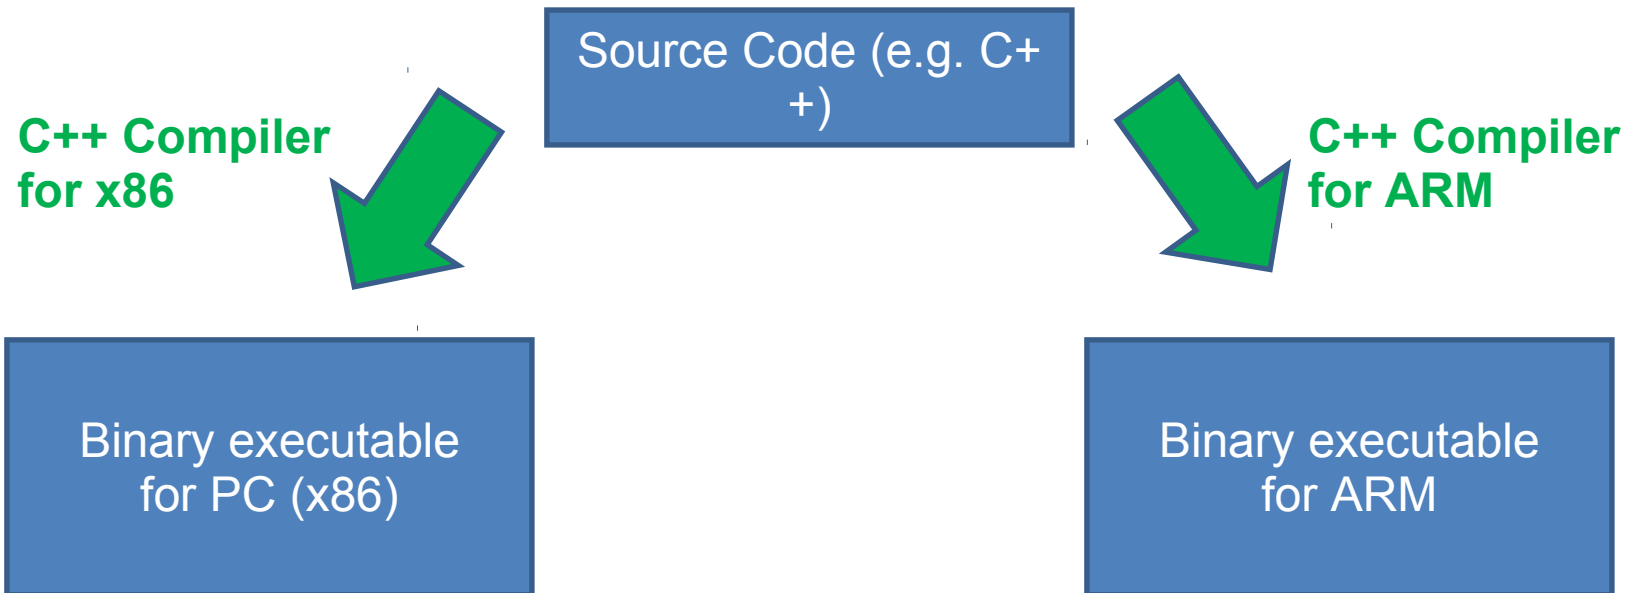 Source Code (e.g. C+
+)
C++ Compiler
for x86
C++ Compiler
for ARM
Binary executable
for PC (x86)
Binary executable
for ARM